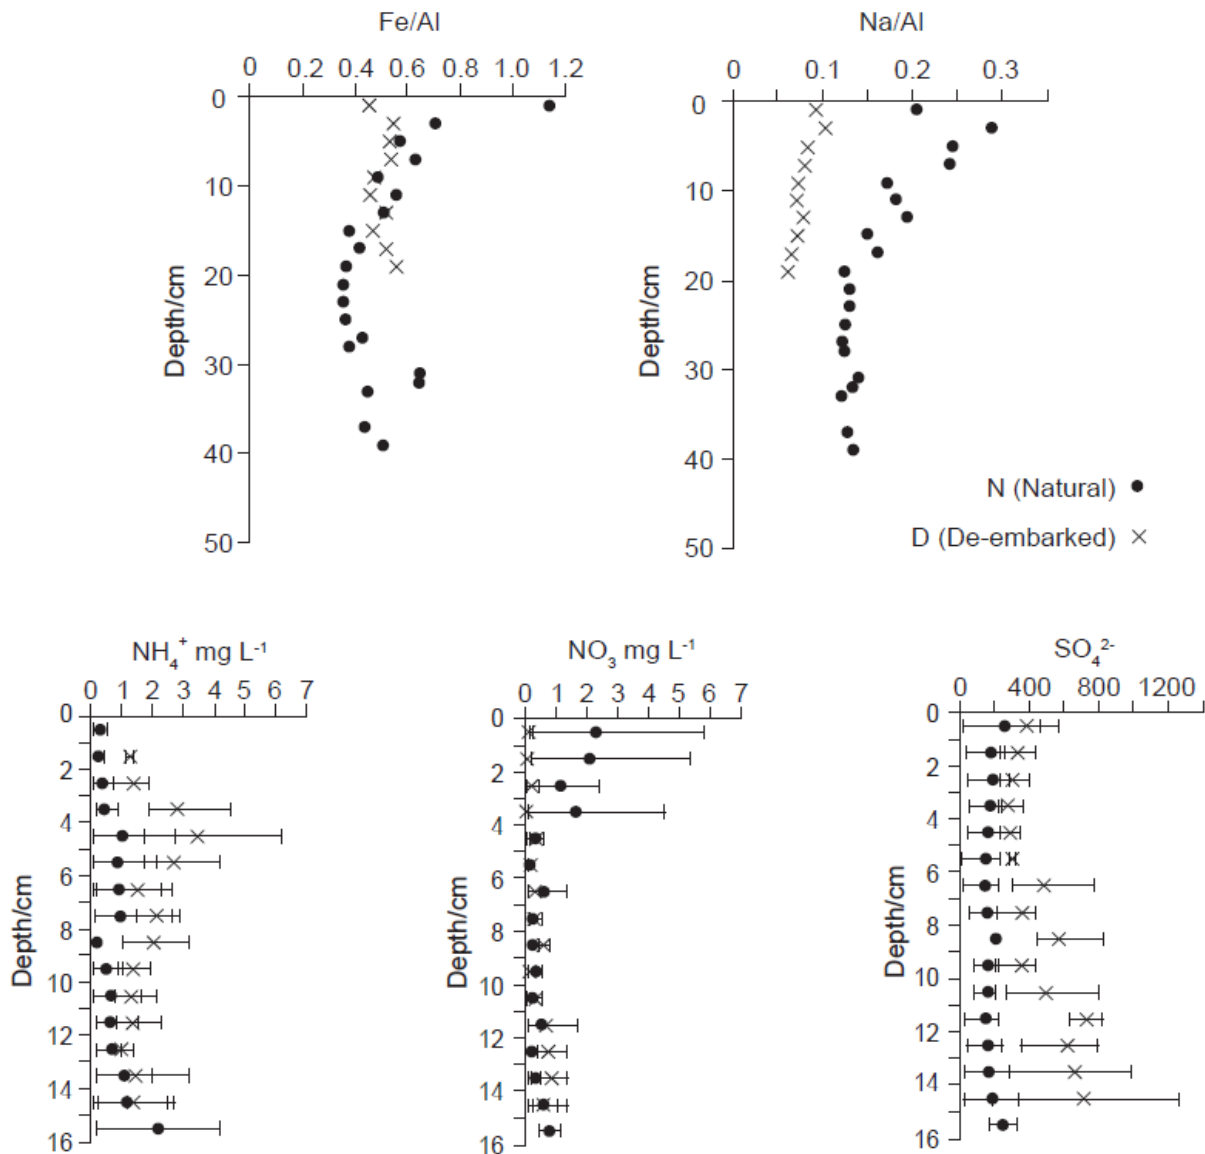 Fe/Al
0 0.2 0.4 0.6 0.8 1.0 1.2
0
10
20
30
40
50
Depth/cm
Na/Al
0 0.1 0.2 0.3
0
10
20
30
40
50
Depth/cm
N (Natural)
D (De-embarked)
NH₄⁺ mg L⁻¹
0 1 2 3 4 5 6 7
0
2
4
6
8
10
12
14
16
Depth/cm
NO₃ mg L⁻¹
0 1 2 3 4 5 6 7
0
2
4
6
8
10
12
14
16
Depth/cm
SO₄²⁻
0 400 800 1200
0
2
4
6
8
10
12
14
16
Depth/cm